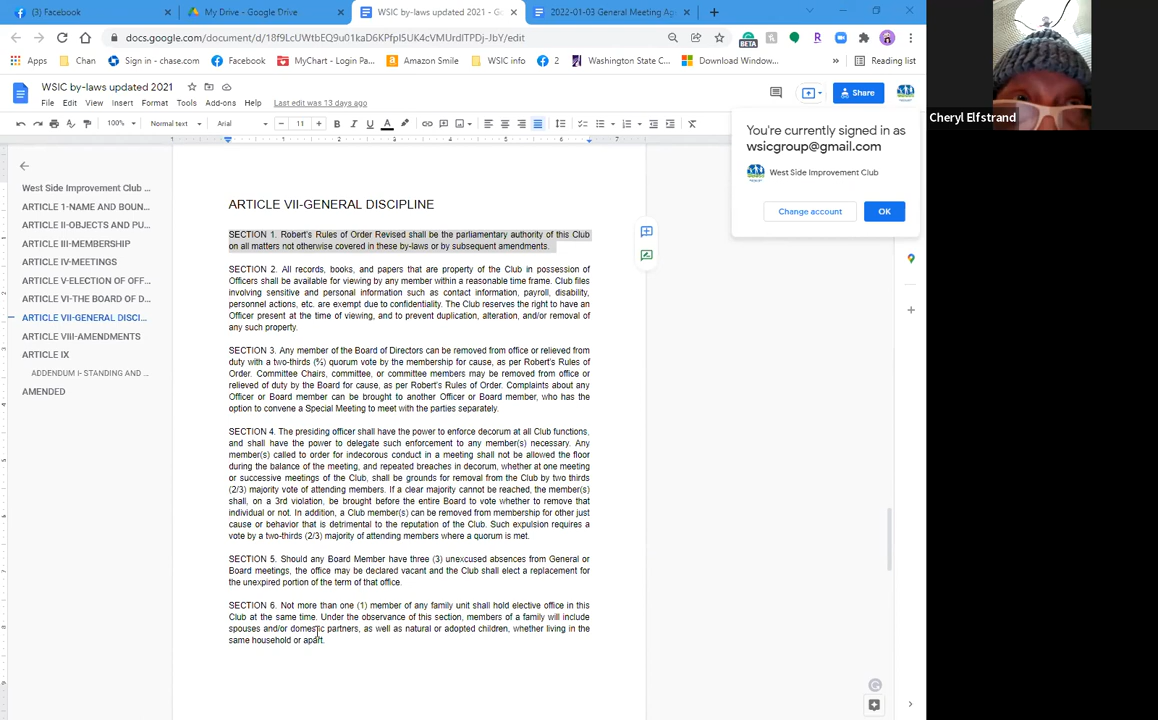 (3) Facebook
My Drive - Google Drive
WSIC by-laws updated 2021 - G
2022-01-03 General Meeting Ag
docs.google.com/document/d/18f9LcUWtbEQ9u01kaD6KPfpI5UK4cVMUrdITPDj-JbY/edit
Apps Chan Sign in - chase.com Facebook MyChart - Login Pa... Amazon Smile WSIC info 2 Washington State C... Download Window... » Reading list
WSIC by-laws updated 2021
File Edit View Insert Format Tools Add-ons Help Last edit was 13 days ago
Share
100% Normal text Arial 11
Cheryl Elfstrand
You're currently signed in as
wsicgroup@gmail.com
West Side Improvement Club
Change account OK
West Side Improvement Club ...
ARTICLE 1-NAME AND BOUN...
ARTICLE II-OBJECTS AND PU...
ARTICLE III-MEMBERSHIP
ARTICLE IV-MEETINGS
ARTICLE V-ELECTION OF OFF...
ARTICLE VI-THE BOARD OF D...
ARTICLE VII-GENERAL DISCI...
ARTICLE VIII-AMENDMENTS
ARTICLE IX
ADDENDUM I- STANDING AND ...
AMENDED
ARTICLE VII-GENERAL DISCIPLINE
SECTION 1. Robert's Rules of Order Revised shall be the parliamentary authority of this Club
on all matters not otherwise covered in these by-laws or by subsequent amendments.
SECTION 2. All records, books, and papers that are property of the Club in possession of
Officers shall be available for viewing by any member within a reasonable time frame. Club files
involving sensitive and personal information such as contact information, payroll, disability,
personnel actions, etc. are exempt due to confidentiality. The Club reserves the right to have an
Officer present at the time of viewing, and to prevent duplication, alteration, and/or removal of
any such property.
SECTION 3. Any member of the Board of Directors can be removed from office or relieved from
duty with a two-thirds (⅔) quorum vote by the membership for cause, as per Robert's Rules of
Order. Committee Chairs, committee, or committee members may be removed from office or
relieved of duty by the Board for cause, as per Robert's Rules of Order. Complaints about any
Officer or Board member can be brought to another Officer or Board member, who has the
option to convene a Special Meeting to meet with the parties separately.
SECTION 4. The presiding officer shall have the power to enforce decorum at all Club functions,
and shall have the power to delegate such enforcement to any member(s) necessary. Any
member(s) called to order for indecorous conduct in a meeting shall not be allowed the floor
during the balance of the meeting, and repeated breaches in decorum, whether at one meeting
or successive meetings of the Club, shall be grounds for removal from the Club by two thirds
(2/3) majority vote of attending members. If a clear majority cannot be reached, the member(s)
shall, on a 3rd violation, be brought before the entire Board to vote whether to remove that
individual or not. In addition, a Club member(s) can be removed from membership for other just
cause or behavior that is detrimental to the reputation of the Club. Such expulsion requires a
vote by a two-thirds (2/3) majority of attending members where a quorum is met.
SECTION 5. Should any Board Member have three (3) unexcused absences from General or
Board meetings, the office may be declared vacant and the Club shall elect a replacement for
the unexpired portion of the term of that office.
SECTION 6. Not more than one (1) member of any family unit shall hold elective office in this
Club at the same time. Under the observance of this section, members of a family will include
spouses and/or domestic partners, as well as natural or adopted children, whether living in the
same household or apart.